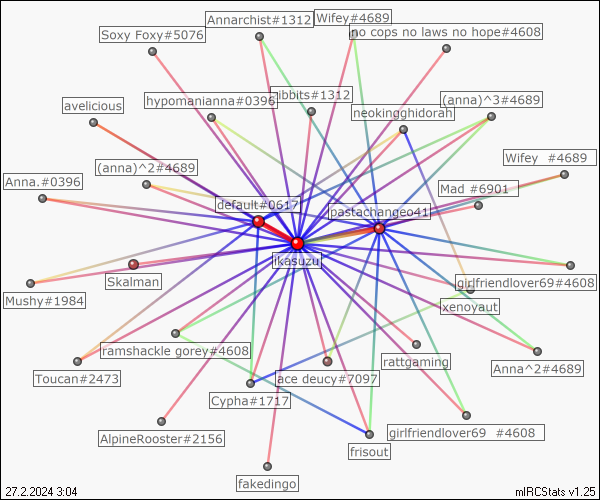 Annarchist#1312
Wifey#4689
Soxy Foxy#5076
no cops no laws no hope#4608
avelicious
hypomanianna#0396
ibbits#1312
neokingghidorah
(anna)^3#4689
(anna)^2#4689
Wifey #4689
Anna.#0396
Mad #6901
default#0617
pastachangeo41
ikasuzu
Skalman
girlfriendlover69#4608
Mushy#1984
xenoyaut
ramshackle gorey#4608
rattgaming
Anna^2#4689
Toucan#2473
ace deucy#7097
Cypha#1717
AlpineRooster#2156
girlfriendlover69 #4608
frisout
fakedingo
27.2.2024 3:04
mIRCStats v1.25